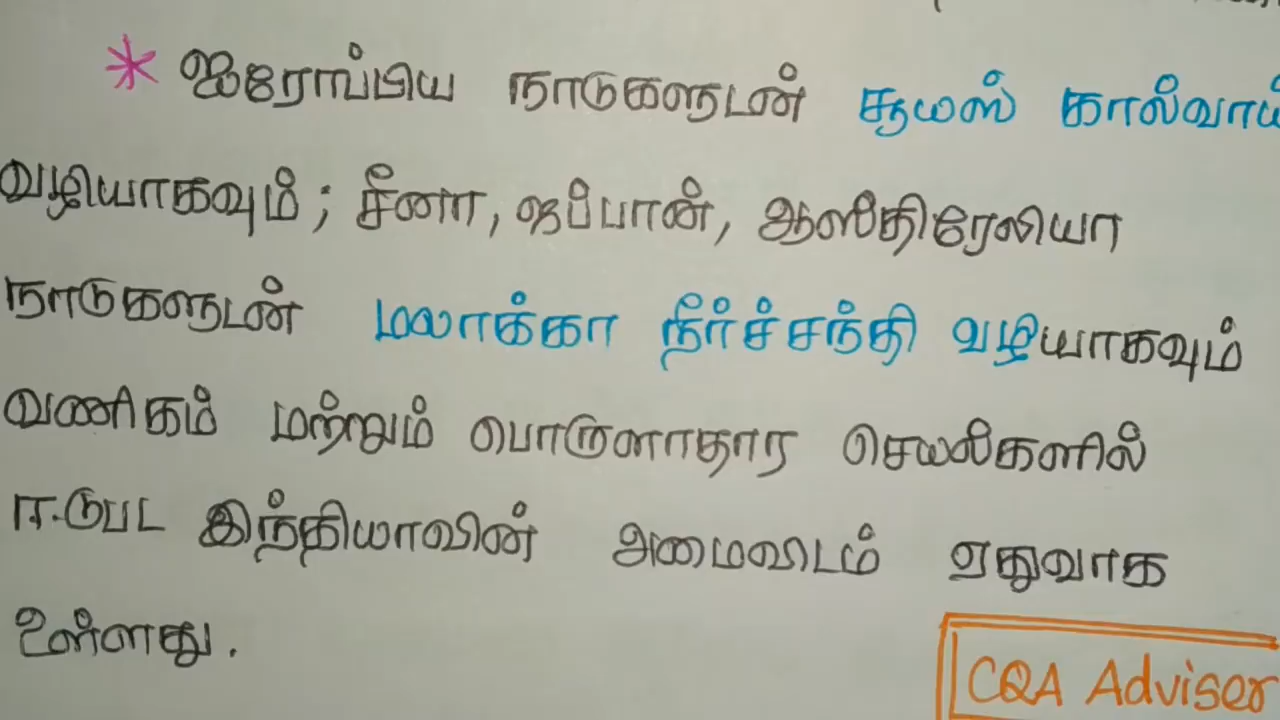 * ஐரோப்பிய நாடுகளுடன் சூயஸ் கால்வாய்
வழியாகவும் ; சீனா, ஜப்பான், ஆஸ்திரேலியா
நாடுகளுடன் மலாக்கா நீர்ச்சந்தி வழியாகவும்
வணிகம் மற்றும் பொருளாதார செயல்களில்
ஈடுபட இந்தியாவின் அமைவிடம் ஏதுவாக
உள்ளது.
CQA Adviser